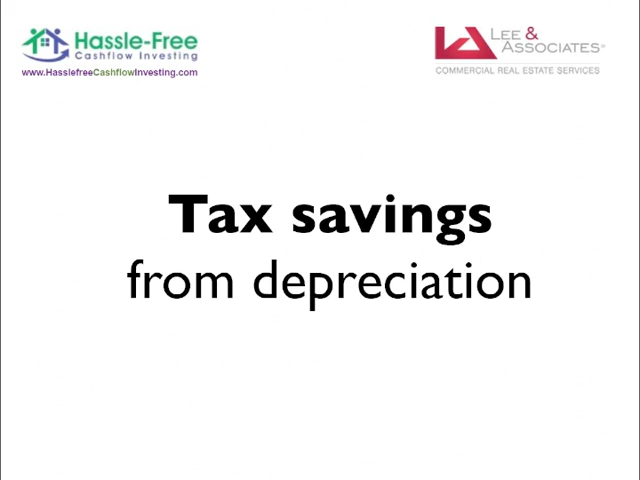 Hassle-Free
Cashflow Investing
www.HasslefreeCashflowInvesting.com
LEE &
ASSOCIATES
COMMERCIAL REAL ESTATE SERVICES
Tax savings
from depreciation